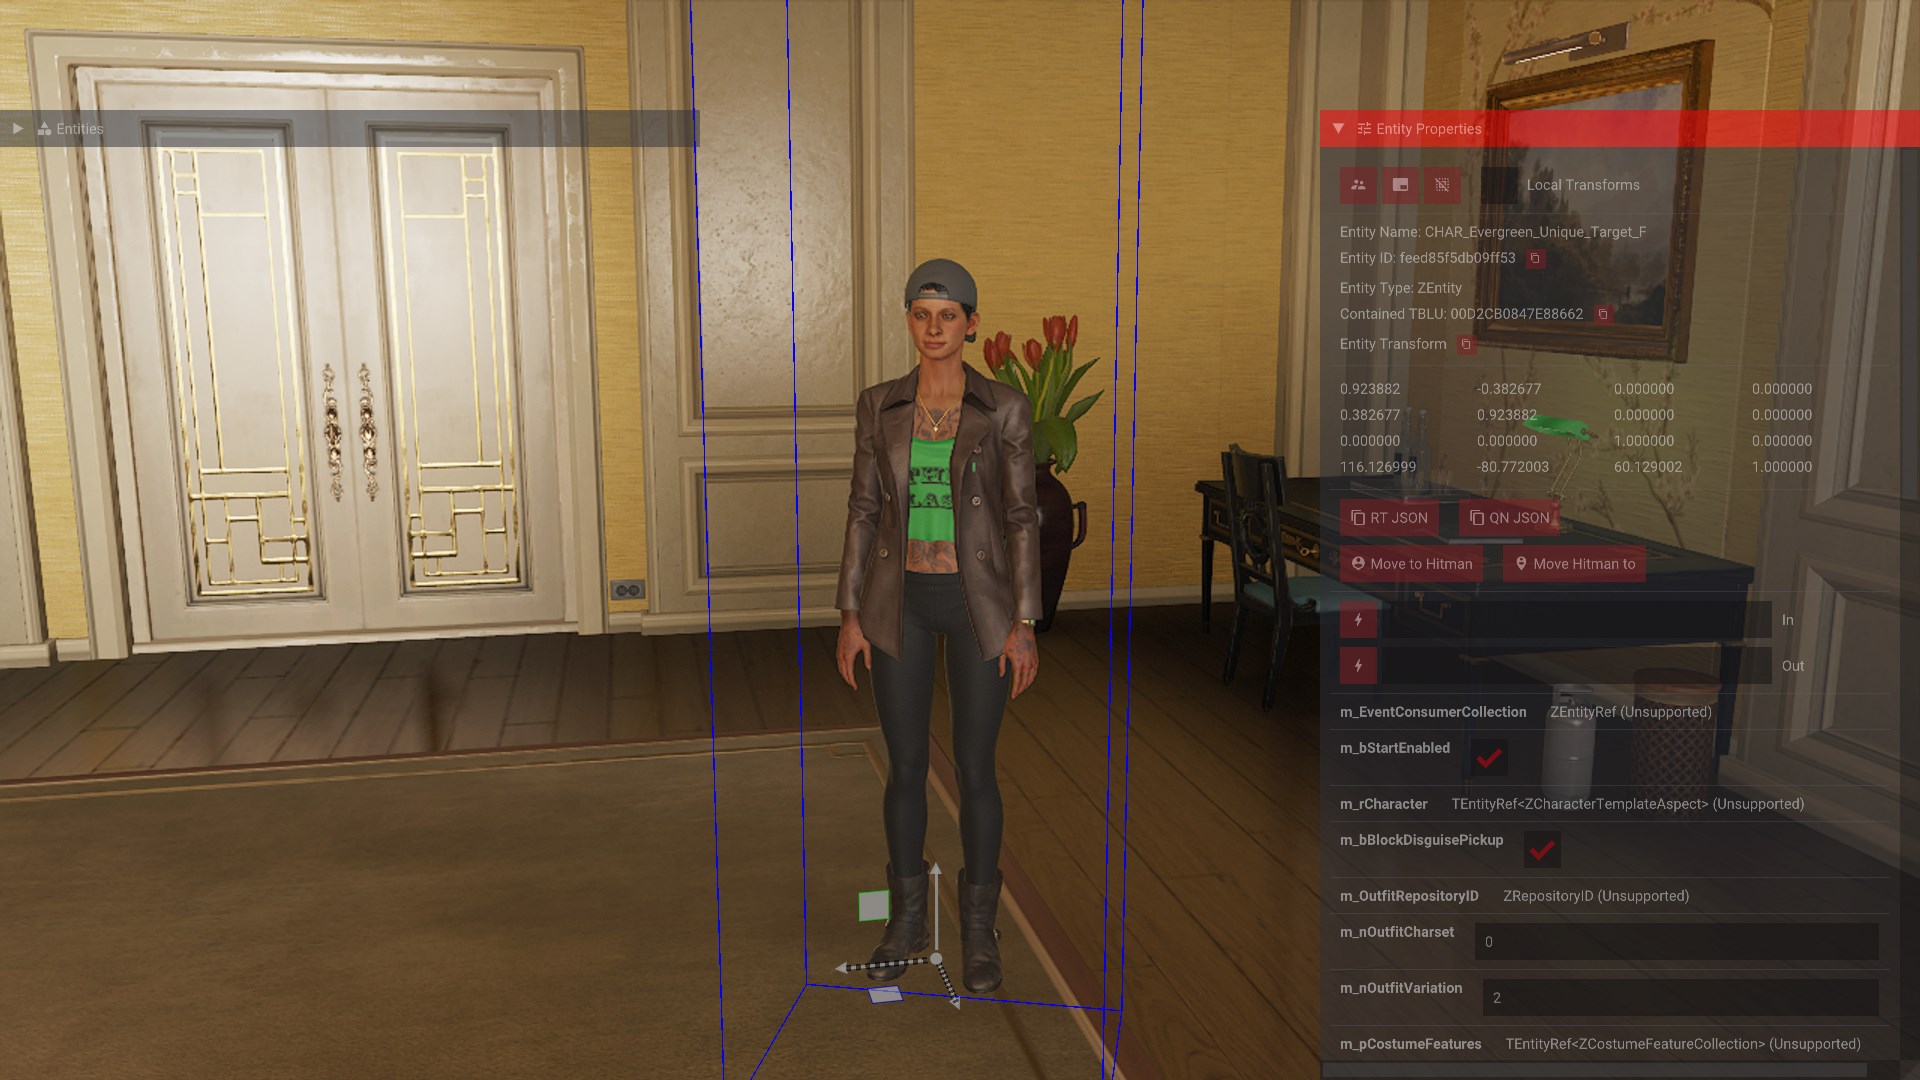 Entities
Entity Properties
Local Transforms
Entity Name: CHAR_Evergreen_Unique_Target_F
Entity ID: feed85f5db09ff53
Entity Type: ZEntity
Contained TBLU: 00D2CB0847E88662
Entity Transform
0.923882 -0.382677 0.000000 0.000000
0.382677 0.923882 0.000000 0.000000
0.000000 0.000000 1.000000 0.000000
116.126999 -80.772003 60.129002 1.000000
RT JSON QN JSON
Move to Hitman Move Hitman to
In
Out
m_EventConsumerCollection ZEntityRef (Unsupported)
m_bStartEnabled
m_rCharacter TEntityRef<ZCharacterTemplateAspect> (Unsupported)
m_bBlockDisguisePickup
m_OutfitRepositoryID ZRepositoryID (Unsupported)
m_nOutfitCharset 0
m_nOutfitVariation 2
m_pCostumeFeatures TEntityRef<ZCostumeFeatureCollection> (Unsupported)